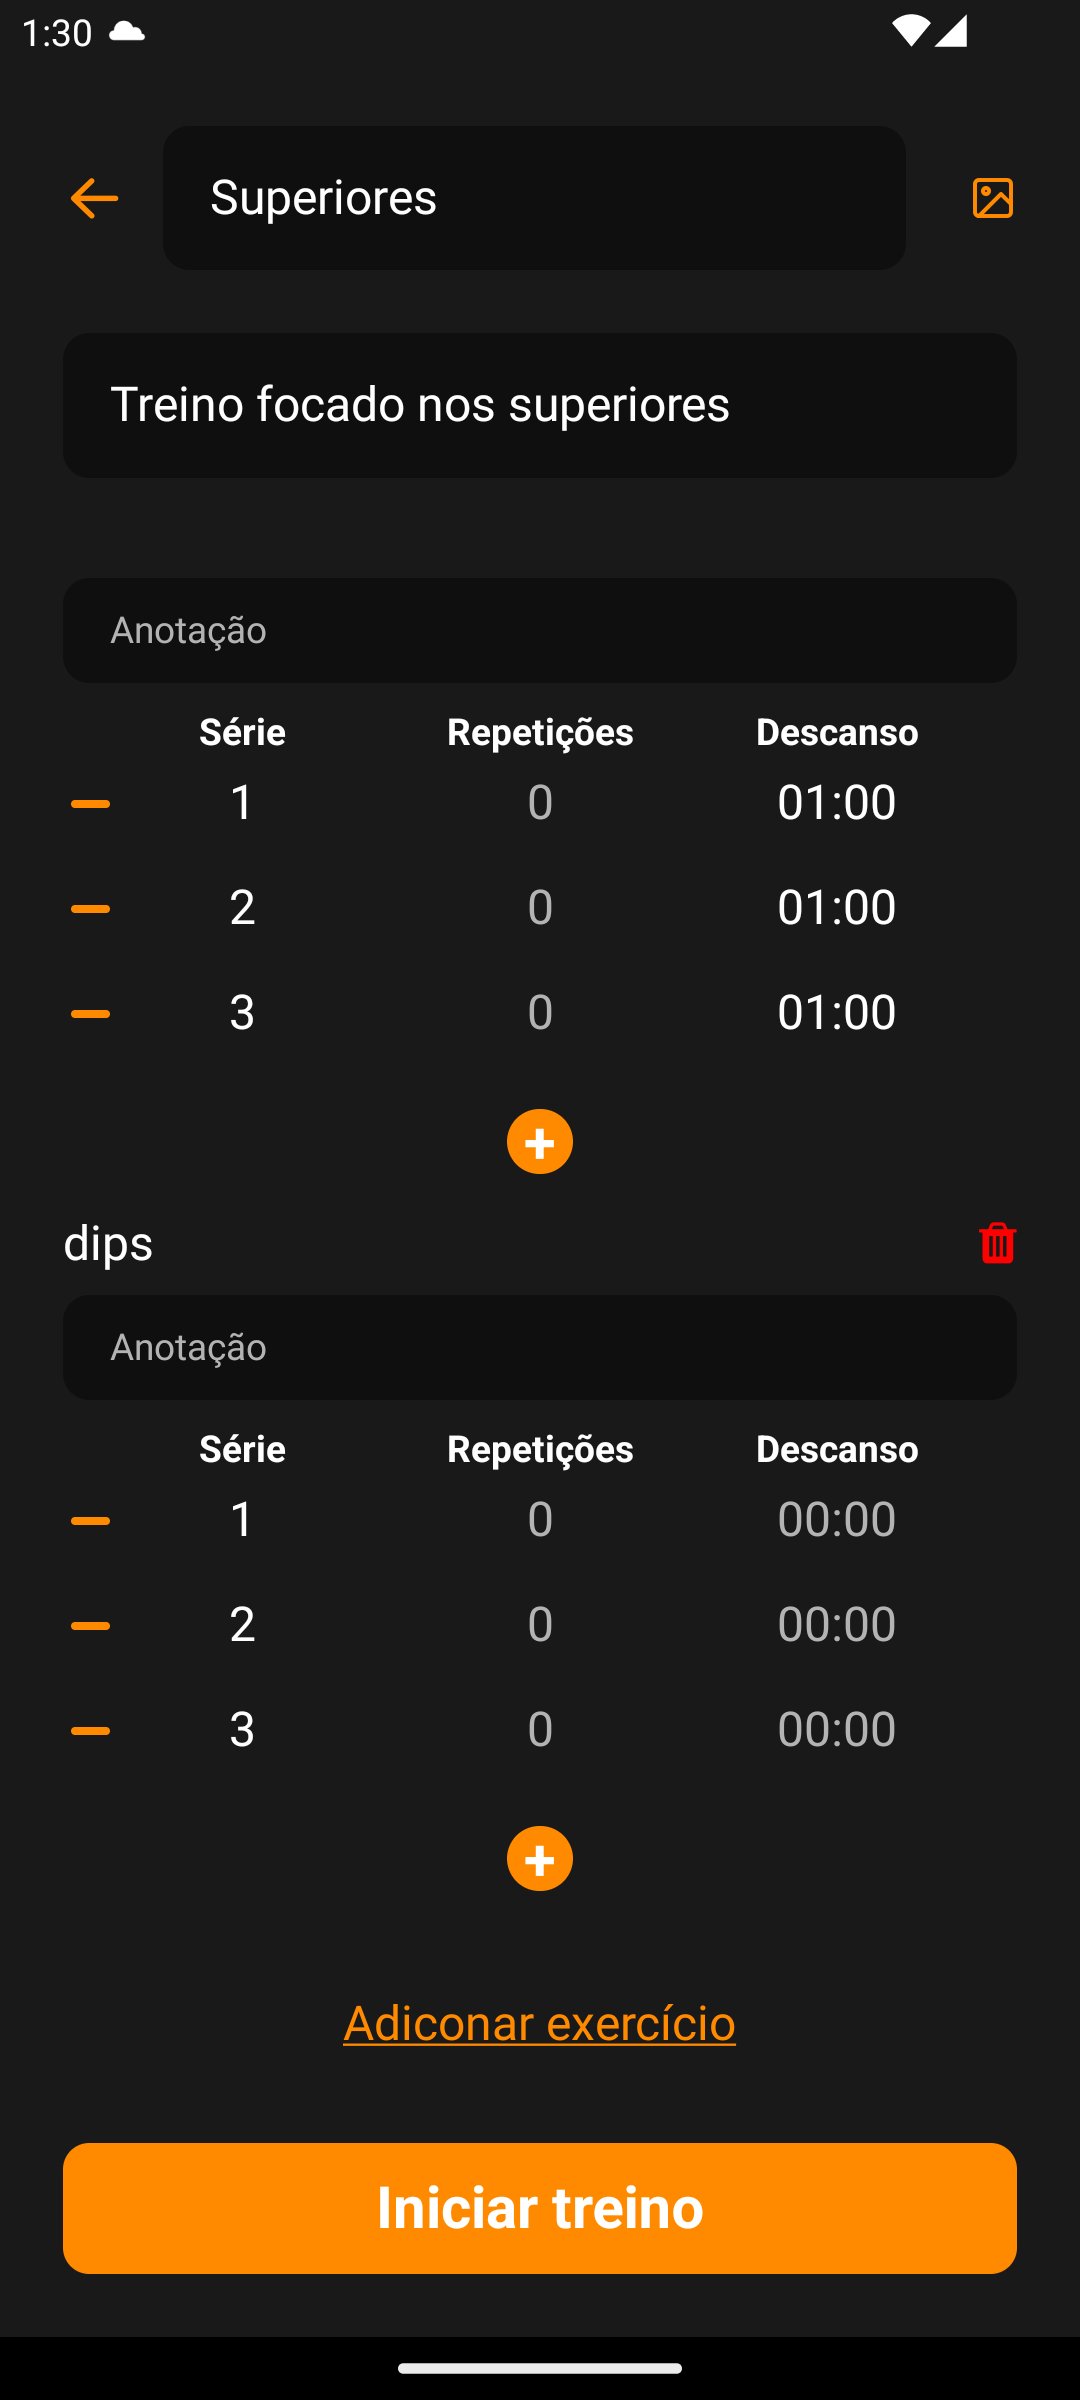 1:30
Superiores
Treino focado nos superiores
Anotação
Série Repetições Descanso
1 0 01:00
2 0 01:00
3 0 01:00
dips
Anotação
Série Repetições Descanso
1 0 00:00
2 0 00:00
3 0 00:00
Adiconar exercício
Iniciar treino